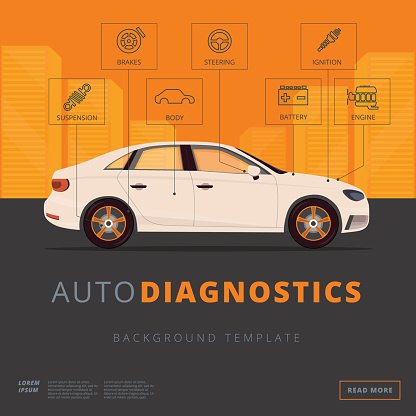 BRAKES
STEERING
IGNITION
SUSPENSION
BODY
BATTERY
ENGINE
AUTO DIAGNOSTICS
BACKGROUND TEMPLATE
LOREM
IPSUM
READ MORE